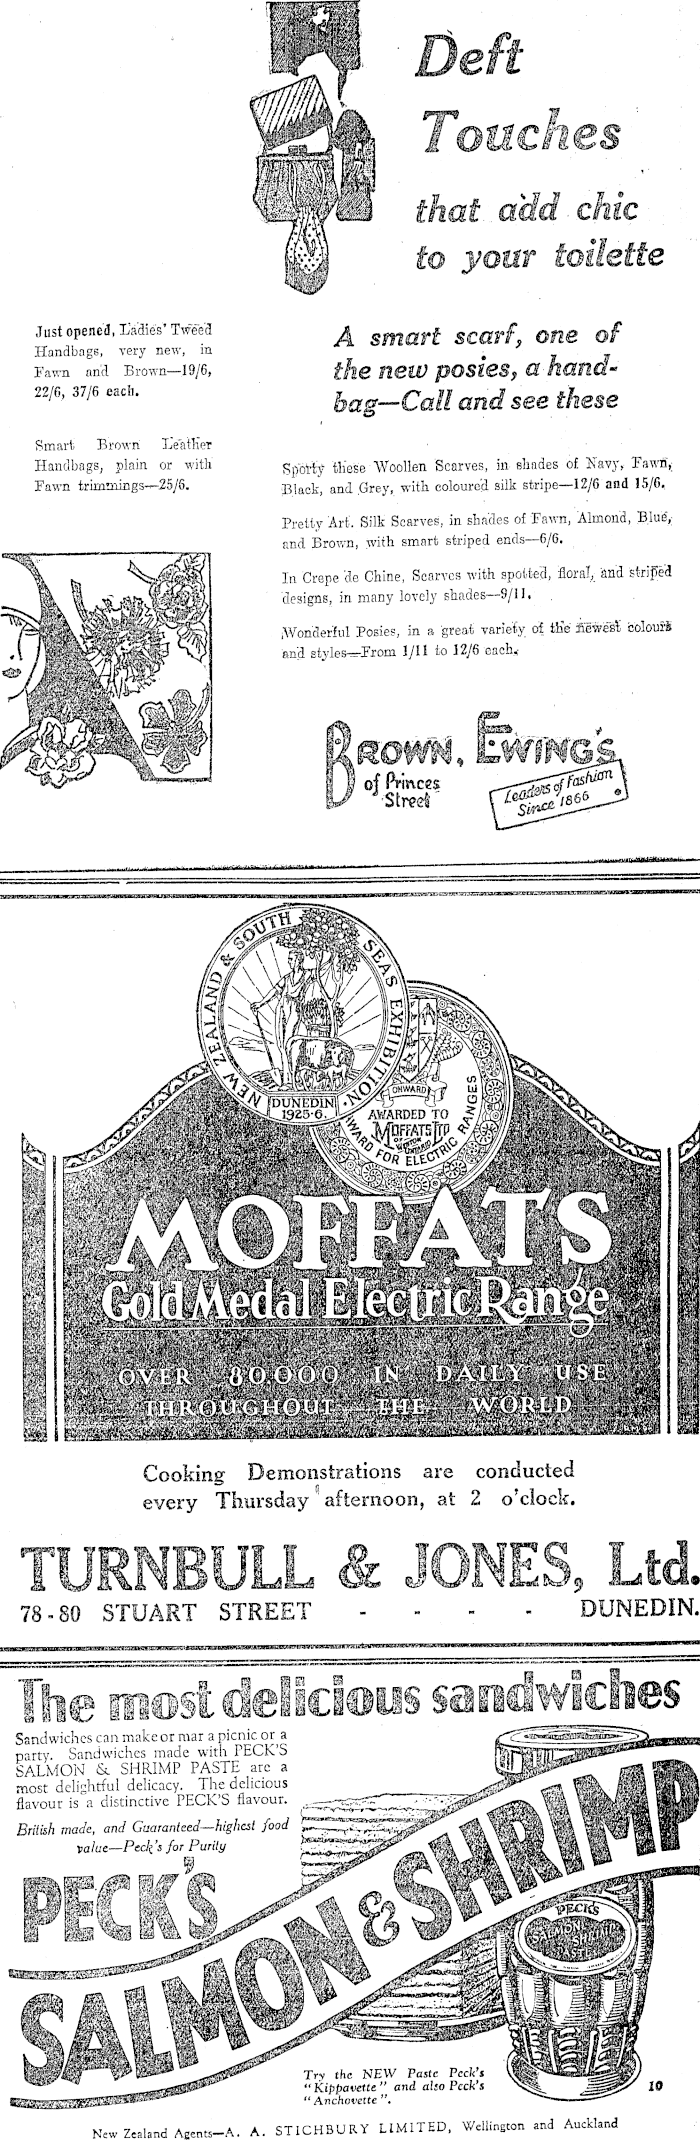 Deft
Touches
that add chic
to your toilette
Just opened, Ladies' Tweed
Handbags, very new, in
Fawn and Brown—19/6,
22/6, 37/6 each.
Smart Brown Leather
Handbags, plain or with
Fawn trimmings—25/6.
A smart scarf, one of
the new posies, a hand-
bag—Call and see these
Sporty these Woollen Scarves, in shades of Navy, Fawn,
Black, and Grey, with coloured silk stripe—12/6 and 15/6.
Pretty Art. Silk Scarves, in shades of Fawn, Almond, Blue,
and Brown, with smart striped ends—6/6.
In Crepe de Chine, Scarves with spotted, floral, and striped
designs, in many lovely shades—9/11.
Wonderful Posies, in a great variety of the newest colours
and styles—From 1/11 to 12/6 each.
BROWN, EWING'S
of Princes
Street
Leaders of Fashion
Since 1866
NEW ZEALAND & SOUTH SEAS EXHIBITION
DUNEDIN
1925-6.
ONWARD
AWARDED TO
MOFFATS LTD
AWARD FOR ELECTRIC RANGES
MOFFATS
Gold Medal Electric Range
OVER 80,000 IN DAILY USE
THROUGHOUT THE WORLD
Cooking Demonstrations are conducted
every Thursday afternoon, at 2 o'clock.
TURNBULL & JONES, Ltd.
78-80 STUART STREET - - - - DUNEDIN.
The most delicious sandwiches
Sandwiches can make or mar a picnic or a
party. Sandwiches made with PECK'S
SALMON & SHRIMP PASTE are a
most delightful delicacy. The delicious
flavour is a distinctive PECK'S flavour.
British made, and Guaranteed—highest food
value—Peck's for Purity
PECK'S
SALMON & SHRIMP
PECK'S
SALMON & SHRIMP
PASTE
Try the NEW Paste Peck's
"Kippavette" and also Peck's
"Anchovette".
10
New Zealand Agents—A. A. STICHBURY LIMITED, Wellington and Auckland